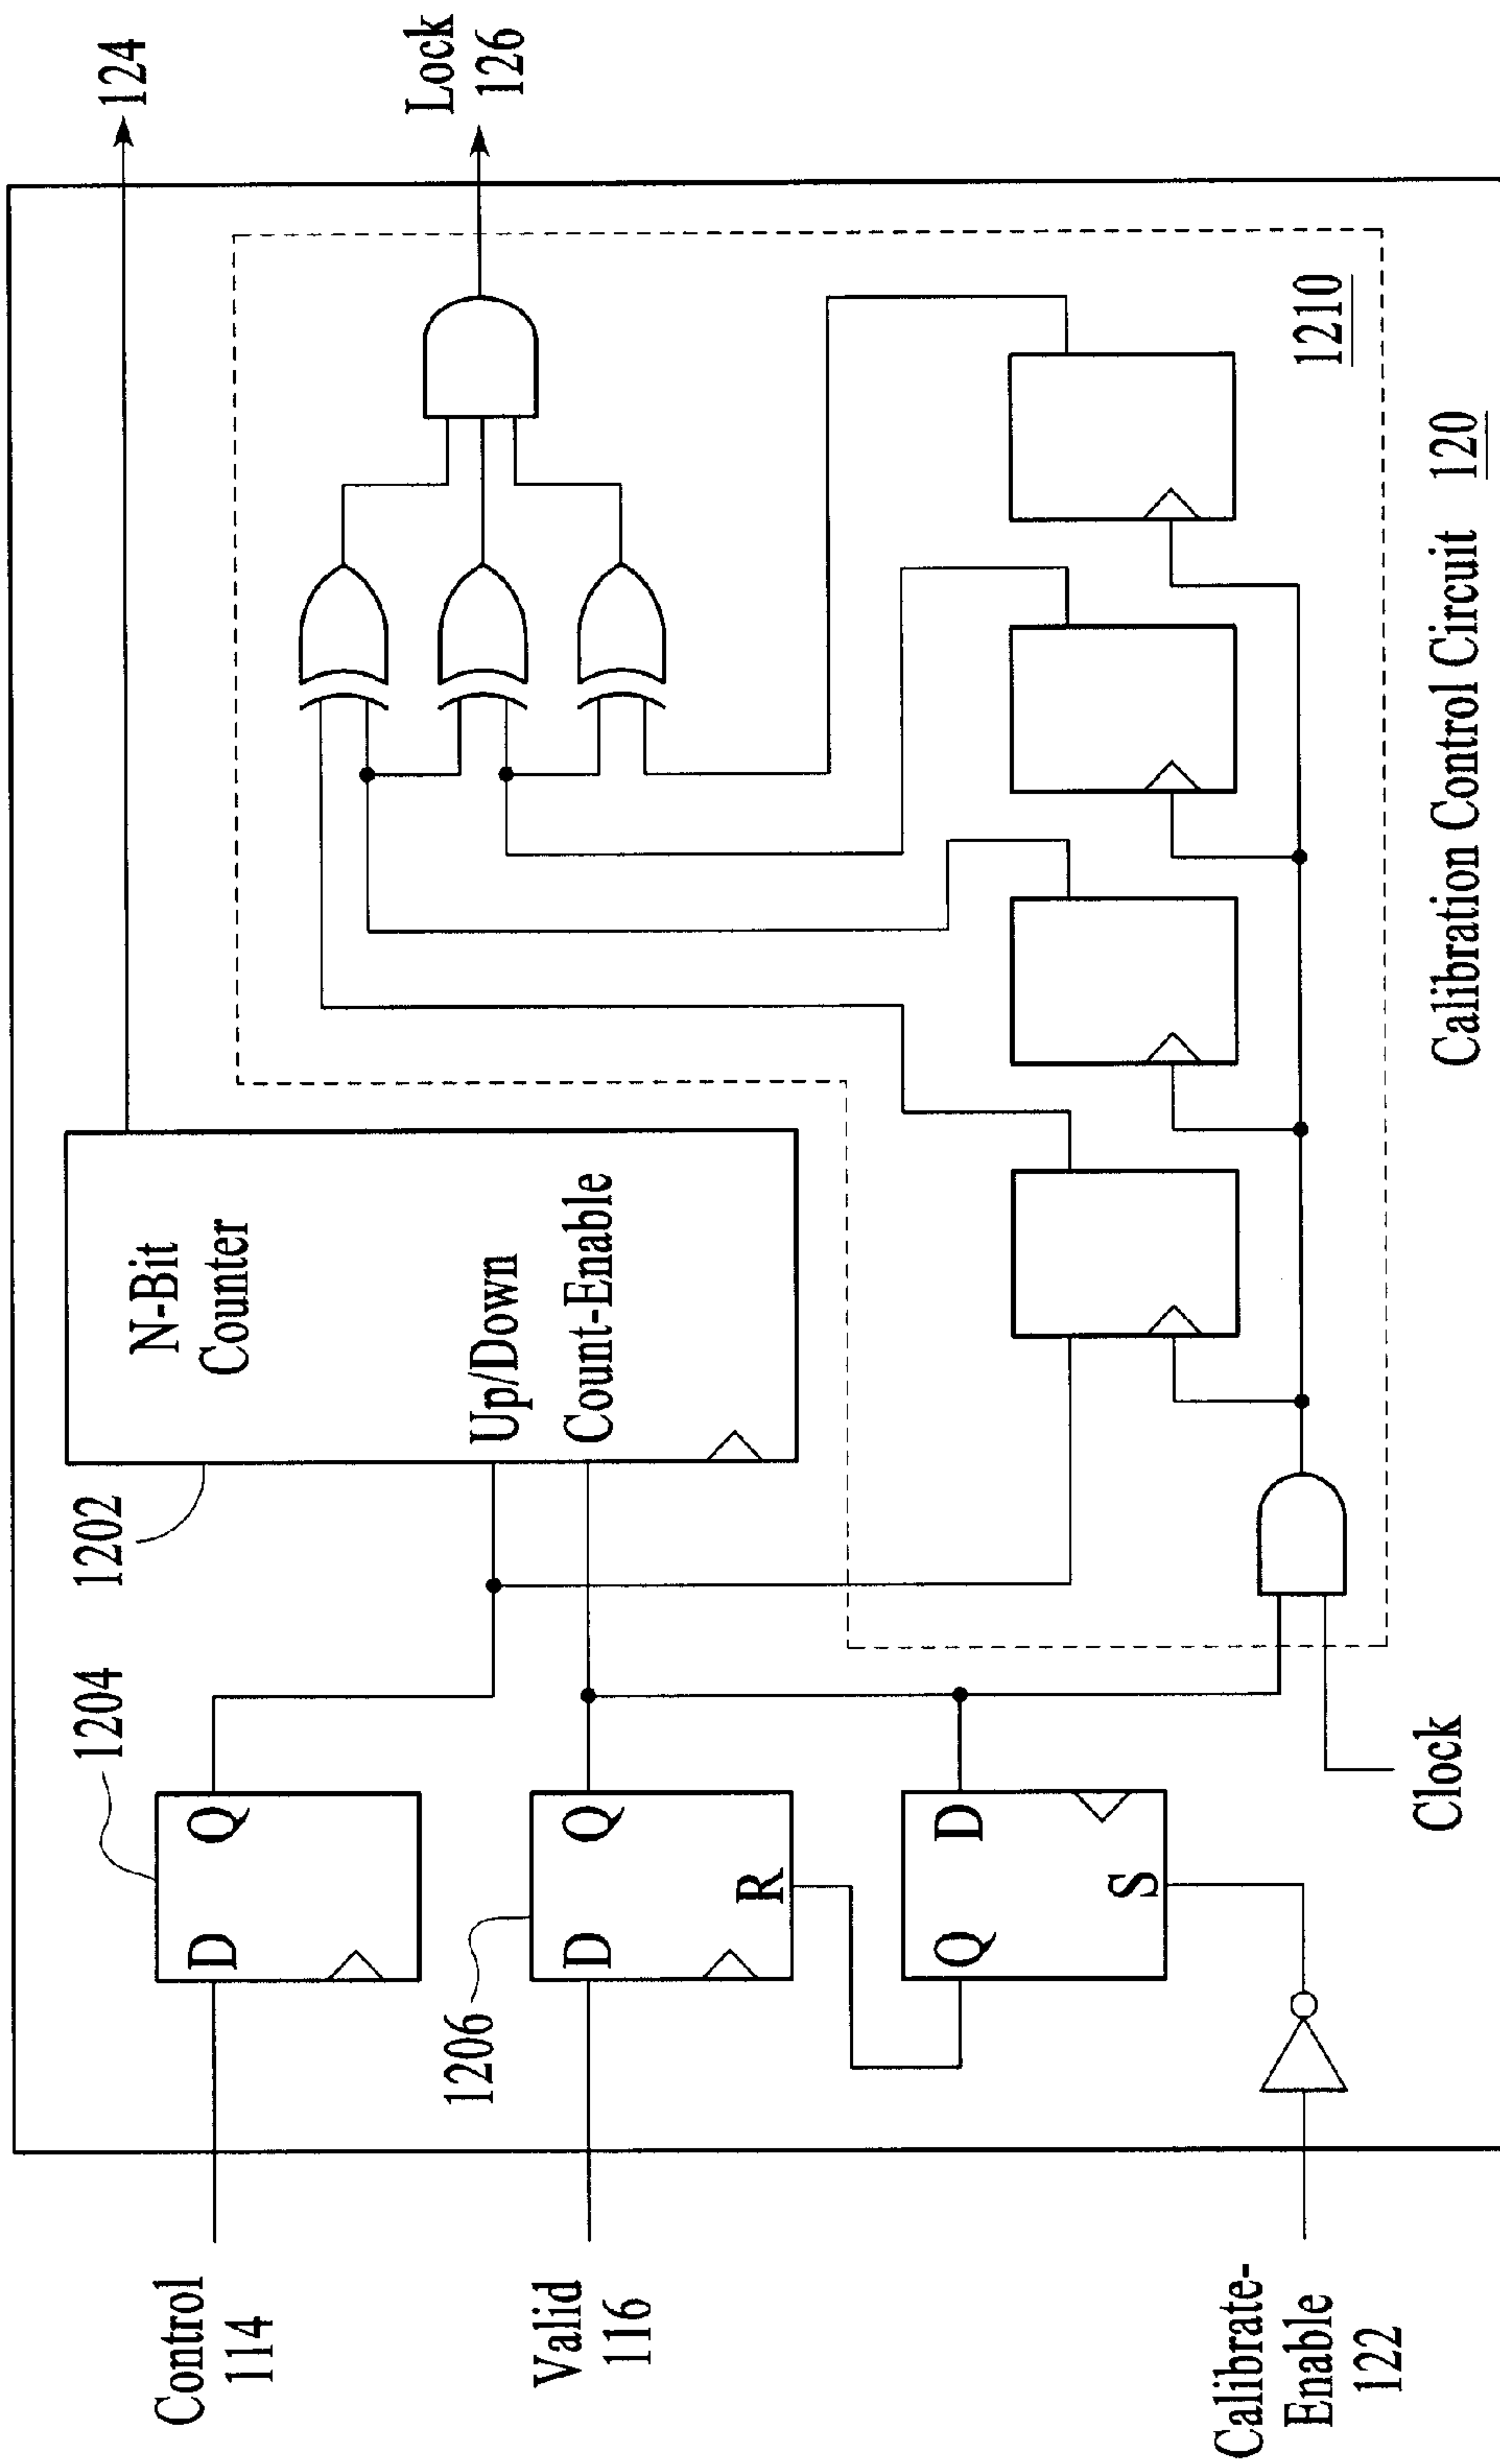 124
Lock
126
N-Bit
Counter
Up/Down
Count-Enable
1202
1204
D
Q
1206
D
Q
R
Q
D
S
Control
114
Valid
116
Calibrate-
Enable
122
Clock
1210
Calibration Control Circuit 120